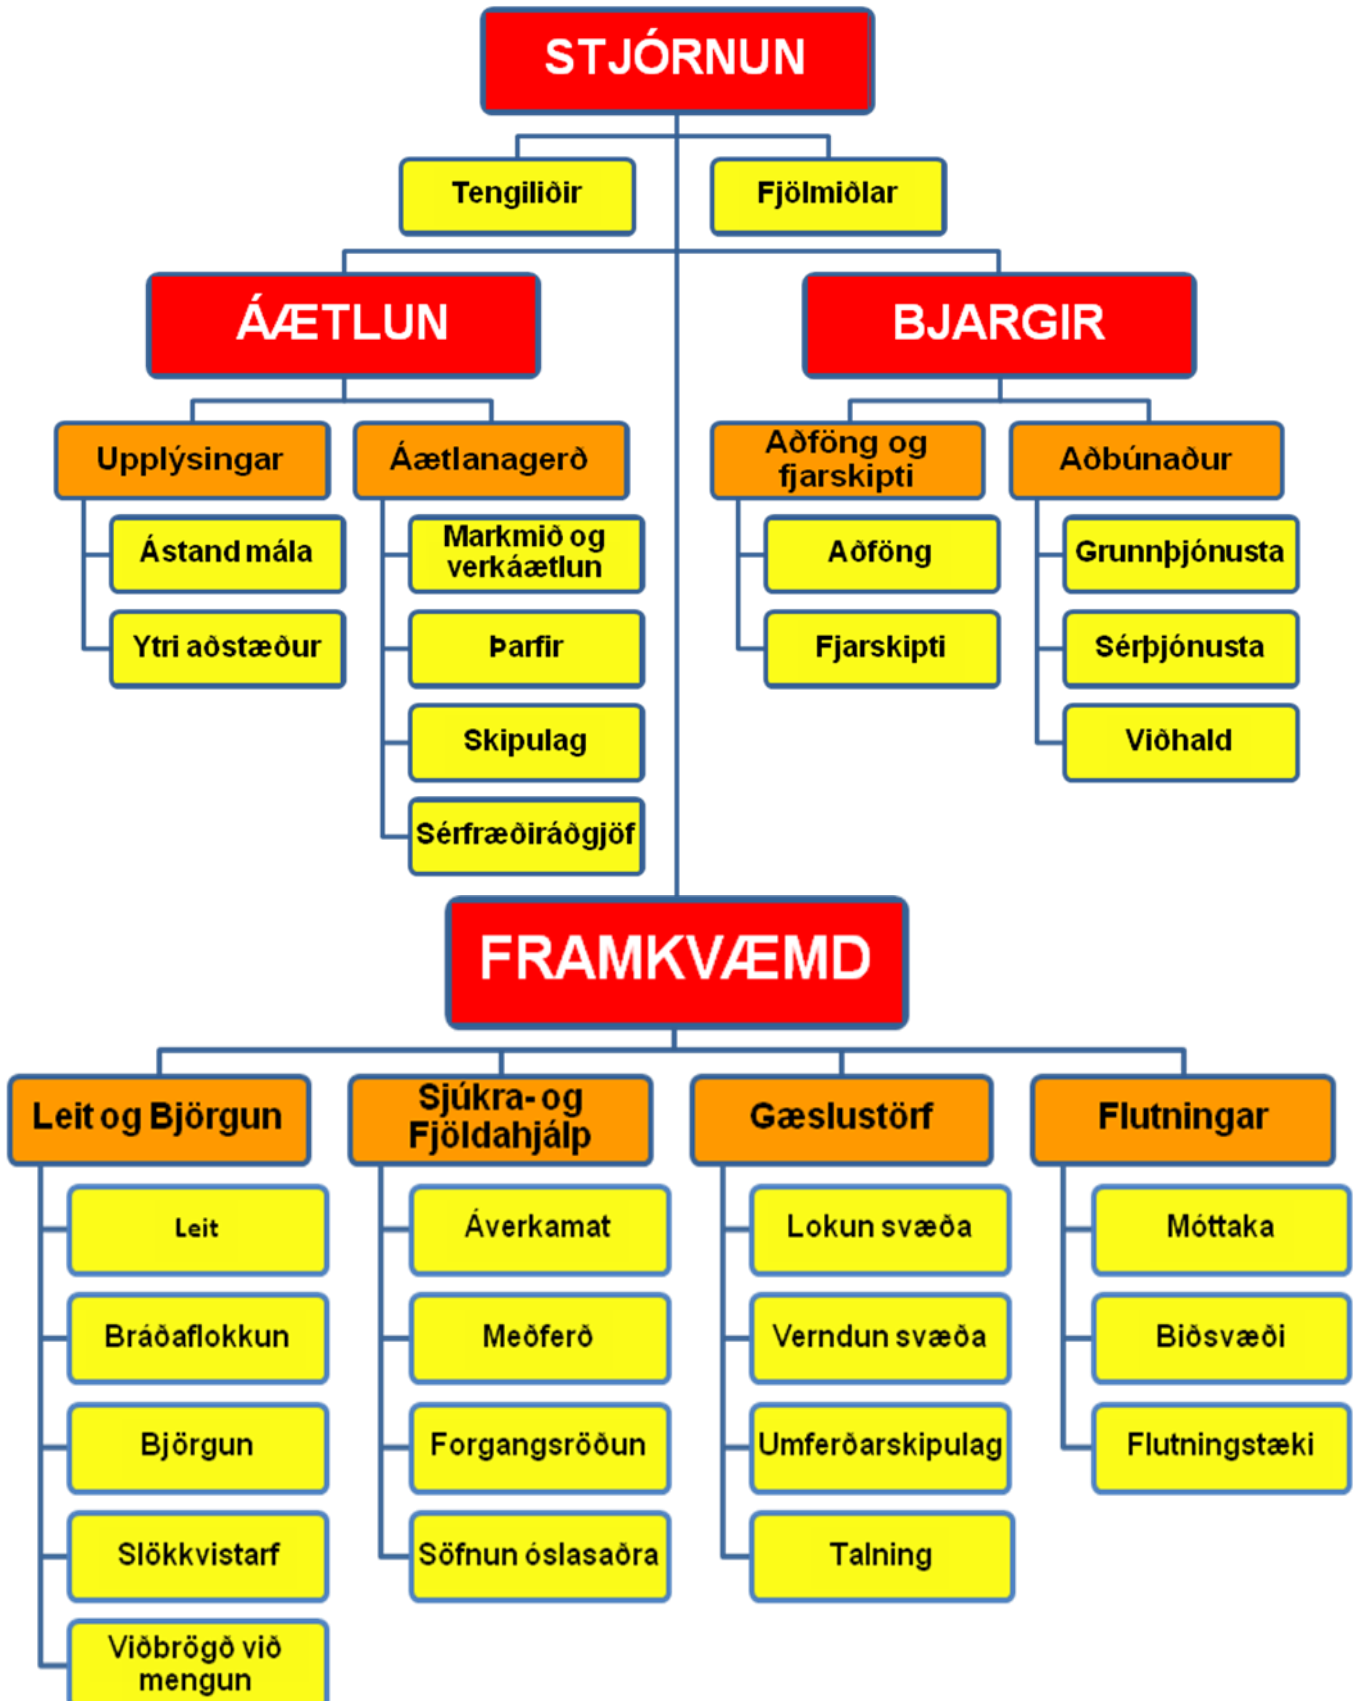 STJÓRNUN
Tengiliðir
Fjölmiðlar
ÁÆTLUN
BJARGIR
Upplýsingar
Ástand mála
Ytri aðstæður
Áætlanagerð
Markmið og
verkáætlun
Þarfir
Skipulag
Sérfræðiráðgjöf
Aðföng og
fjarskipti
Aðföng
Fjarskipti
Aðbúnaður
Grunnþjónusta
Sérþjónusta
Viðhald
FRAMKVÆMD
Leit og Björgun
Leit
Bráðaflokkun
Björgun
Slökkvistarf
Viðbrögð við
mengun
Sjúkra- og
Fjöldahjálp
Áverkamat
Meðferð
Forgangsröðun
Söfnun óslasaðra
Gæslustörf
Lokun svæða
Verndun svæða
Umferðarskipulag
Talning
Flutningar
Móttaka
Biðsvæði
Flutningstæki